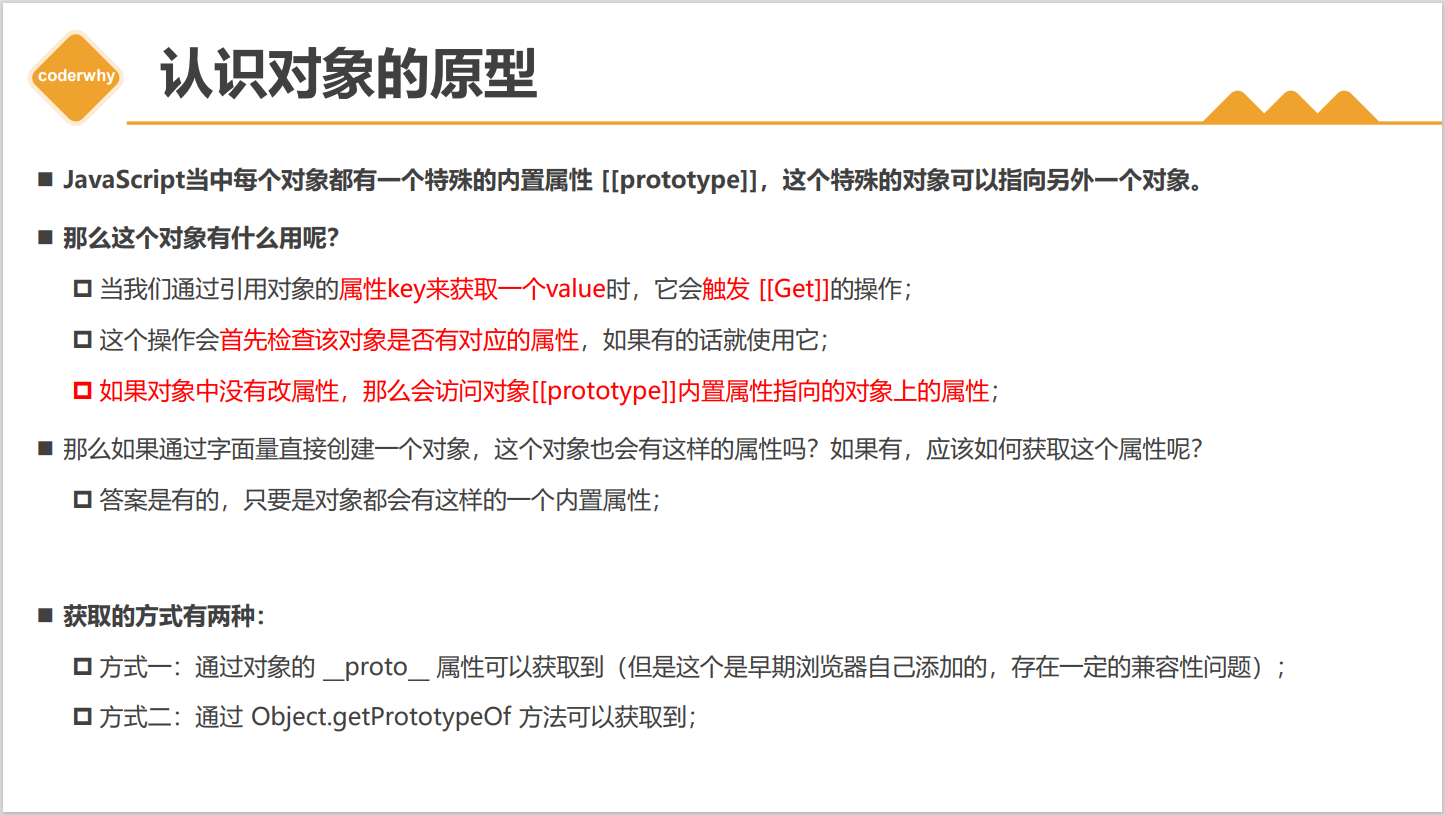 coderwhy
认识对象的原型
JavaScript当中每个对象都有一个特殊的内置属性 [[prototype]]，这个特殊的对象可以指向另外一个对象。
那么这个对象有什么用呢？
当我们通过引用对象的属性key来获取一个value时，它会触发 [[Get]]的操作；
这个操作会首先检查该对象是否有对应的属性，如果有的话就使用它；
如果对象中没有改属性，那么会访问对象[[prototype]]内置属性指向的对象上的属性；
那么如果通过字面量直接创建一个对象，这个对象也会有这样的属性吗？如果有，应该如何获取这个属性呢？
答案是有的，只要是对象都会有这样的一个内置属性；
获取的方式有两种：
方式一：通过对象的 __proto__ 属性可以获取到（但是这个是早期浏览器自己添加的，存在一定的兼容性问题）；
方式二：通过 Object.getPrototypeOf 方法可以获取到；